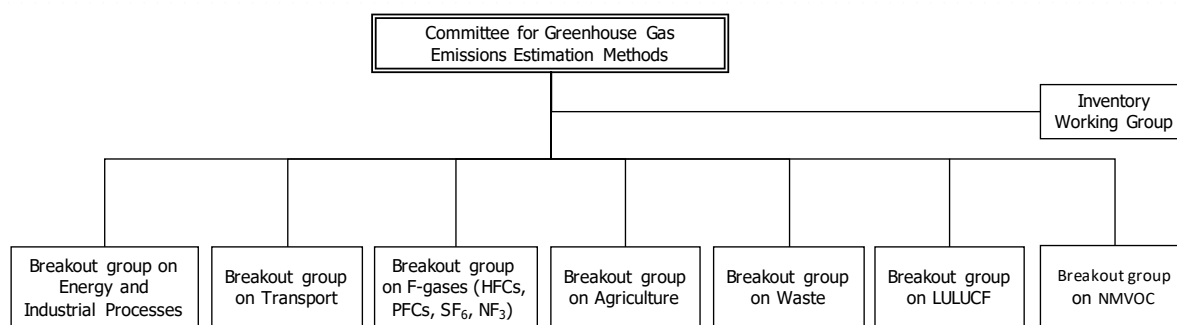 Committee for Greenhouse Gas
Emissions Estimation Methods
Inventory
Working Group
Breakout group on
Energy and
Industrial Processes
Breakout group
on Transport
Breakout group
on F-gases (HFCs,
PFCs, SF₆, NF₃)
Breakout group
on Agriculture
Breakout group
on Waste
Breakout group
on LULUCF
Breakout group
on NMVOC